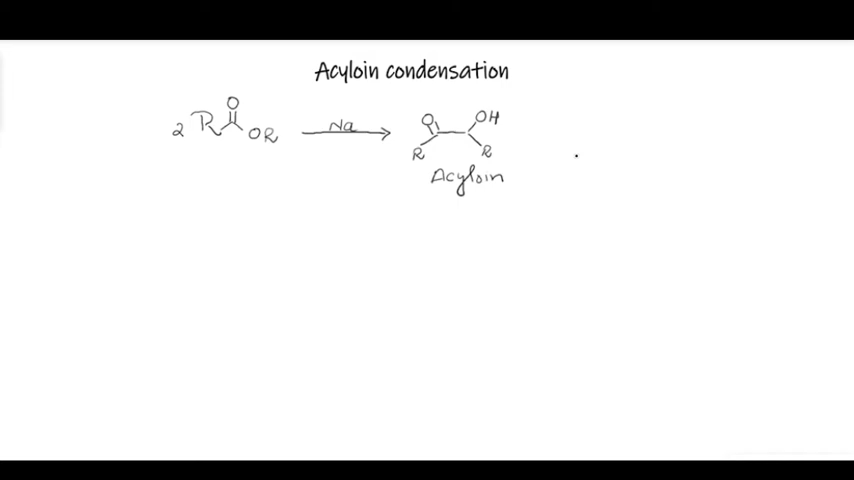 Acyloin condensation
2 R O OR Na O OH R R
Acyloin